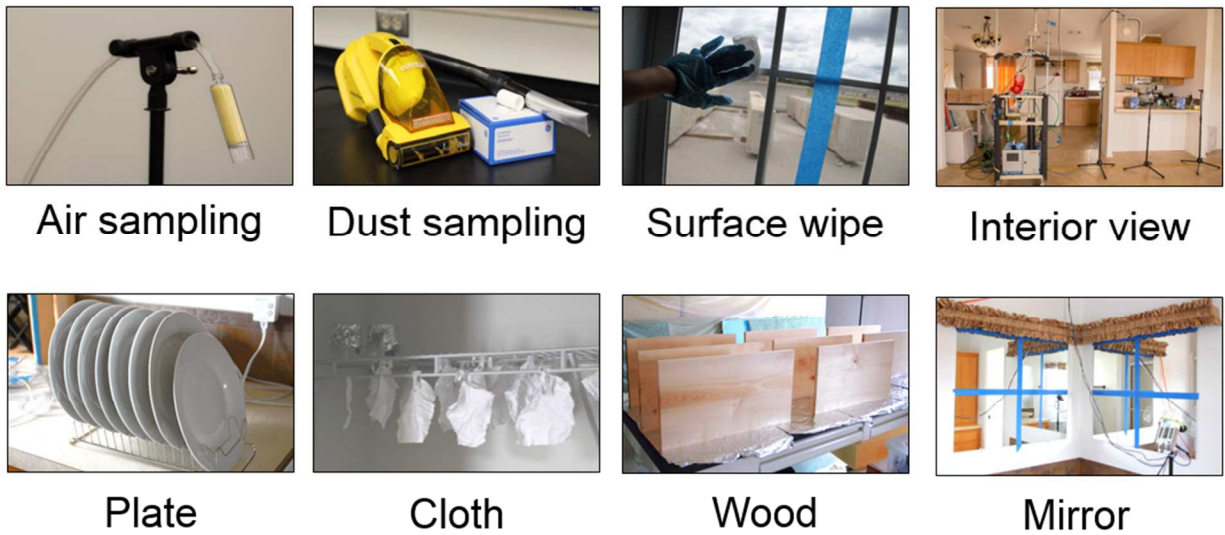 Air sampling
Dust sampling
Surface wipe
Interior view
Plate
Cloth
Wood
Mirror